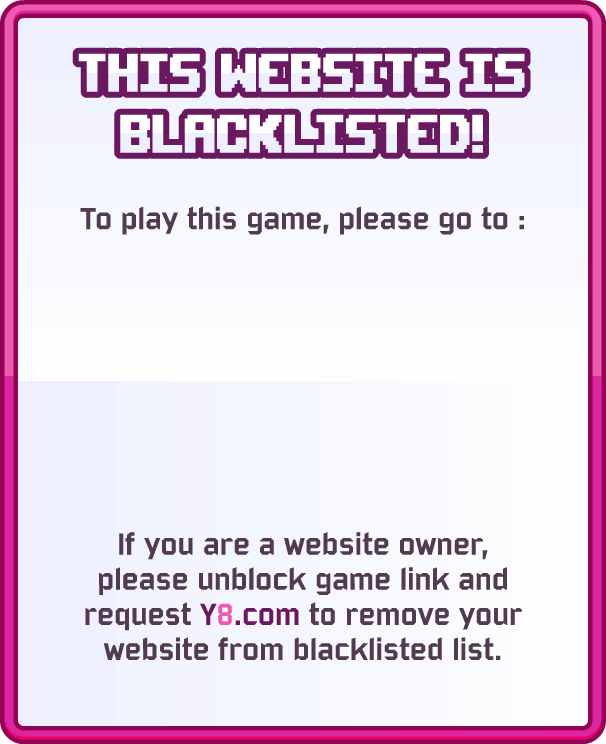 THIS WEBSITE IS
BLACKLISTED!
To play this game, please go to :
If you are a website owner,
please unblock game link and
request Y8.com to remove your
website from blacklisted list.